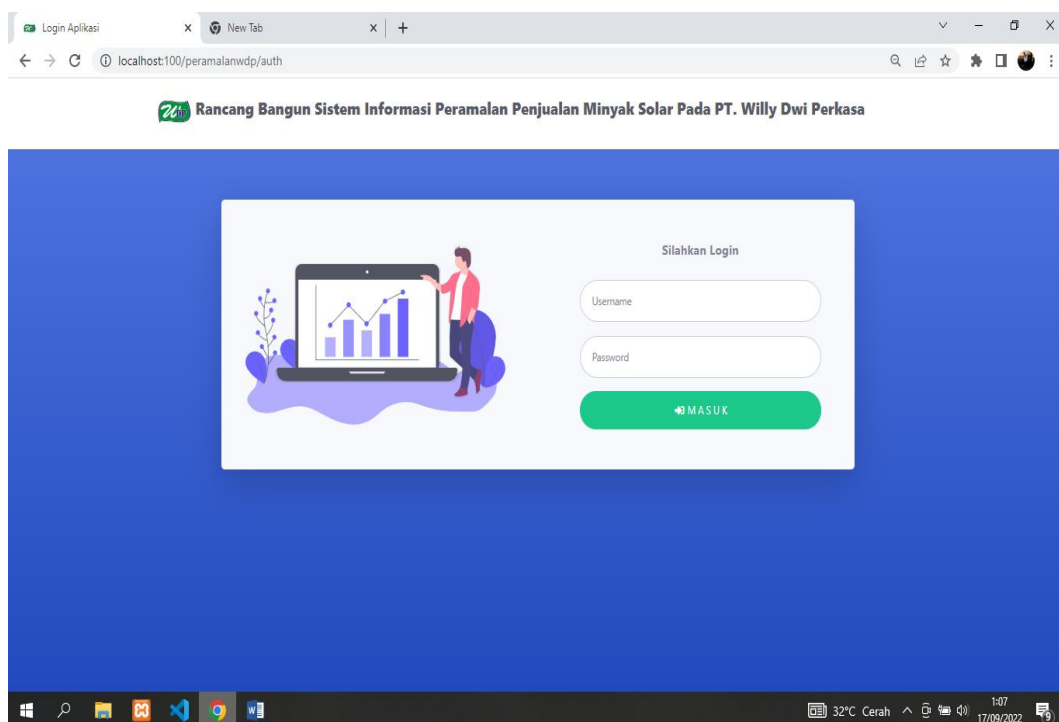 Login Aplikasi
New Tab
localhost:100/peramalanwdp/auth
Rancang Bangun Sistem Informasi Peramalan Penjualan Minyak Solar Pada PT. Willy Dwi Perkasa
Silahkan Login
Username
Password
MASUK
32°C Cerah
1:07
17/09/2022